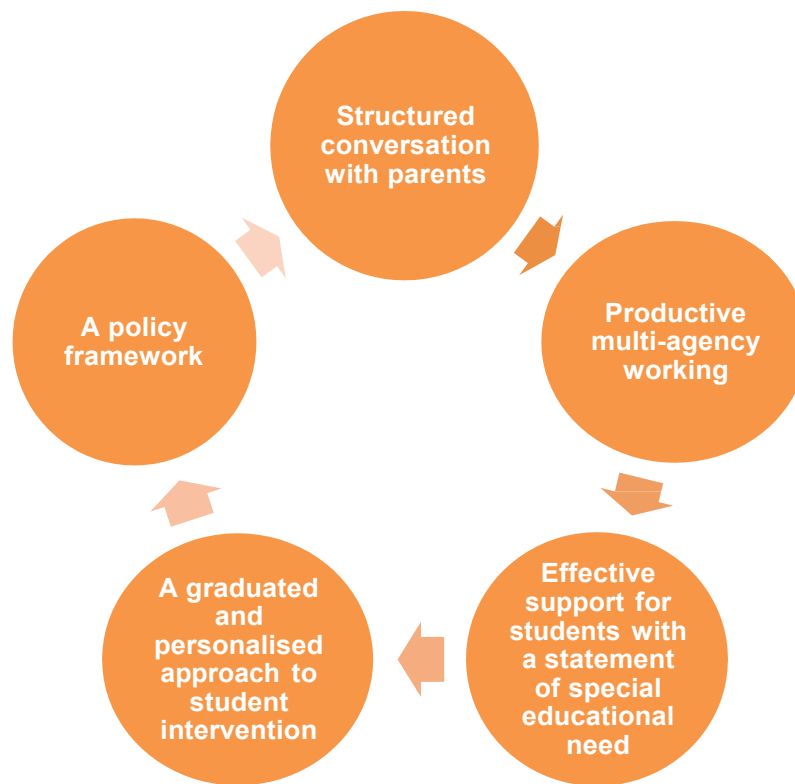 Structured
conversation
with parents
Productive
multi-agency
working
Effective
support for
students with
a statement
of special
educational
need
A graduated
and
personalised
approach to
student
intervention
A policy
framework